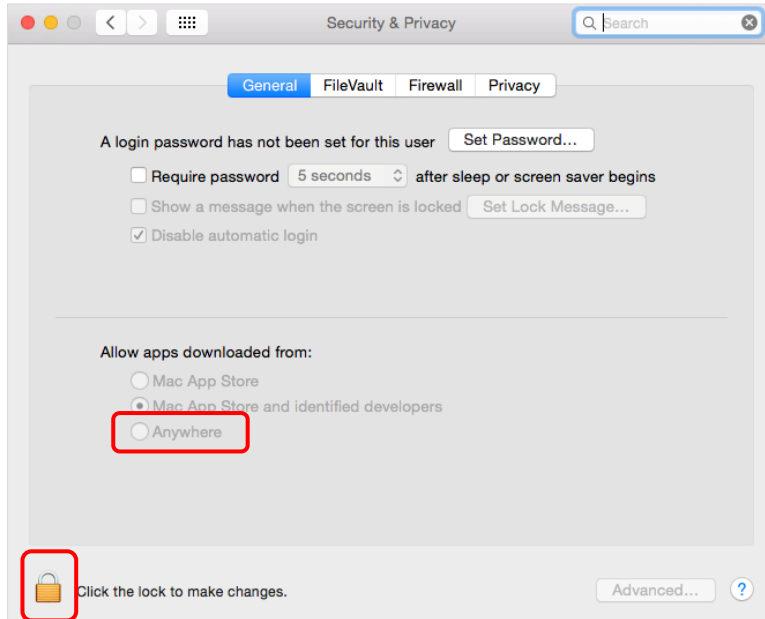 Security & Privacy
Search
General FileVault Firewall Privacy
A login password has not been set for this user Set Password...
Require password 5 seconds after sleep or screen saver begins
Show a message when the screen is locked Set Lock Message...
Disable automatic login
Allow apps downloaded from:
Mac App Store
Mac App Store and identified developers
Anywhere
Click the lock to make changes.
Advanced...
?